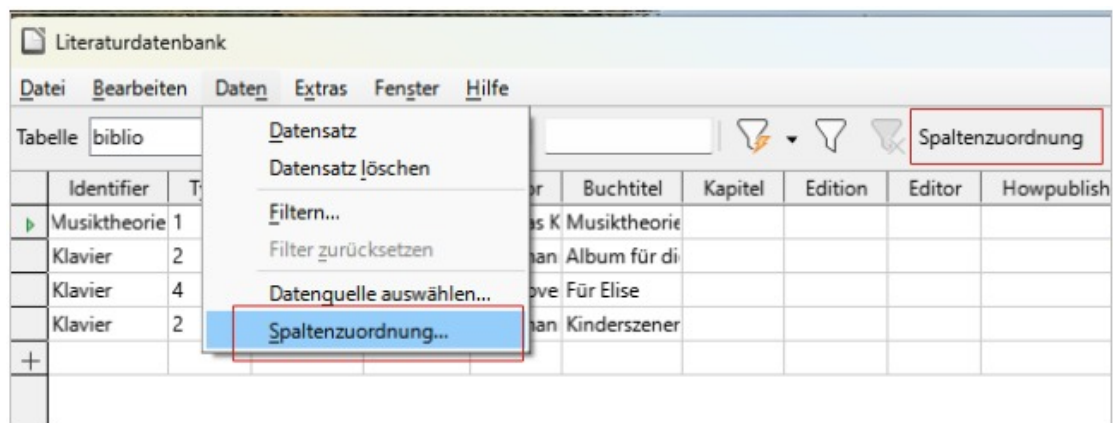 Literaturdatenbank
Datei Bearbeiten Daten Extras Fenster Hilfe
Tabelle biblio Spaltenzuordnung
Datensatz
Datensatz löschen
Filtern...
Filter zurücksetzen
Datenquelle auswählen...
Spaltenzuordnung...
Identifier Buchtitel Kapitel Edition Editor Howpublish
Musiktheorie 1 as K Musiktheorie
Klavier 2 Album für di
Klavier 4 Für Elise
Klavier 2 Kinderszener